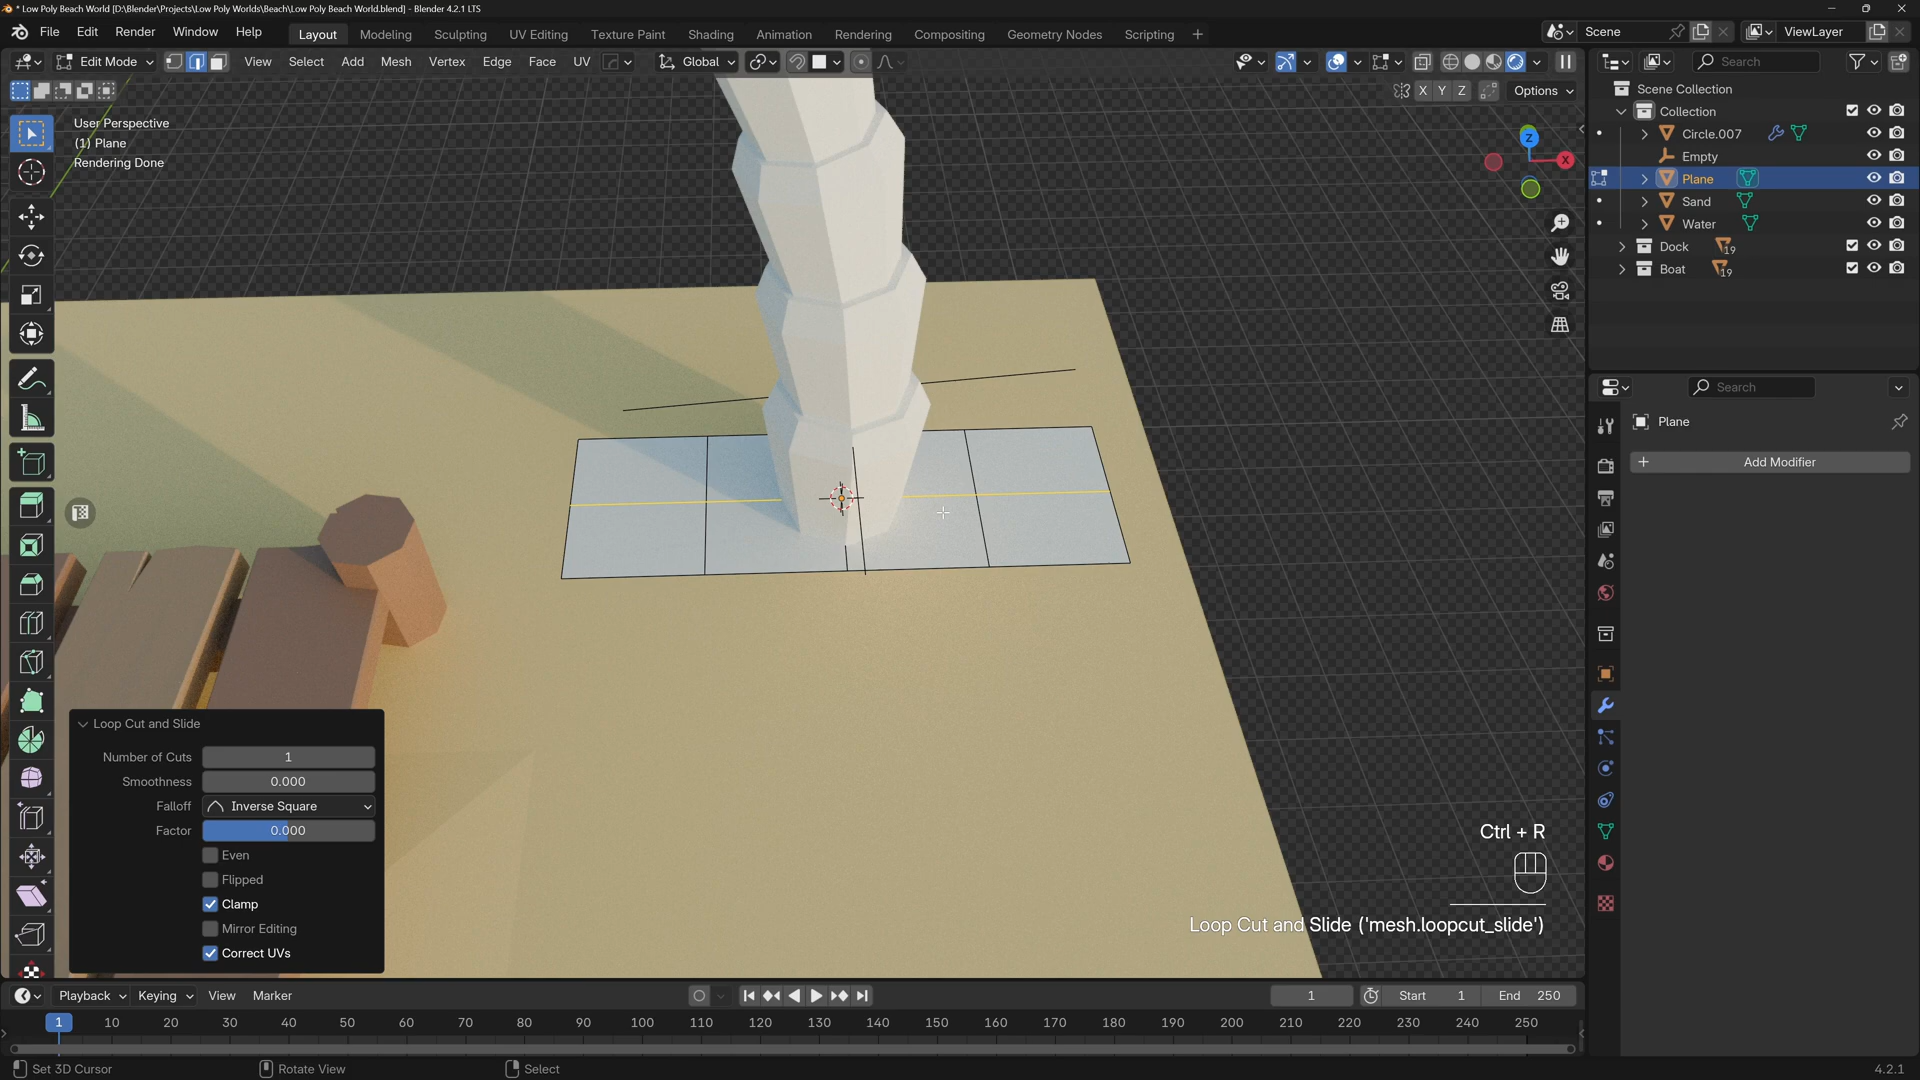 * Low Poly Beach World [D:\Blender\Projects\Low Poly Worlds\Beach\Low Poly Beach World.blend] - Blender 4.2.1 LTS
File Edit Render Window Help
Layout Modeling Sculpting UV Editing Texture Paint Shading Animation Rendering Compositing Geometry Nodes Scripting +
Scene
ViewLayer
Edit Mode
View Select Add Mesh Vertex Edge Face UV
Global
Search
X Y Z Options
User Perspective
(1) Plane
Rendering Done
Z
X
Scene Collection
Collection
Circle.007
Empty
Plane
Sand
Water
Dock 19
Boat 19
Search
Plane
+ Add Modifier
Loop Cut and Slide
Number of Cuts 1
Smoothness 0.000
Falloff Inverse Square
Factor 0.000
Even
Flipped
Clamp
Mirror Editing
Correct UVs
Ctrl + R
Loop Cut and Slide ('mesh.loopcut_slide')
Playback Keying View Marker
1 Start 1 End 250
1 10 20 30 40 50 60 70 80 90 100 110 120 130 140 150 160 170 180 190 200 210 220 230 240 250
Set 3D Cursor Rotate View Select 4.2.1